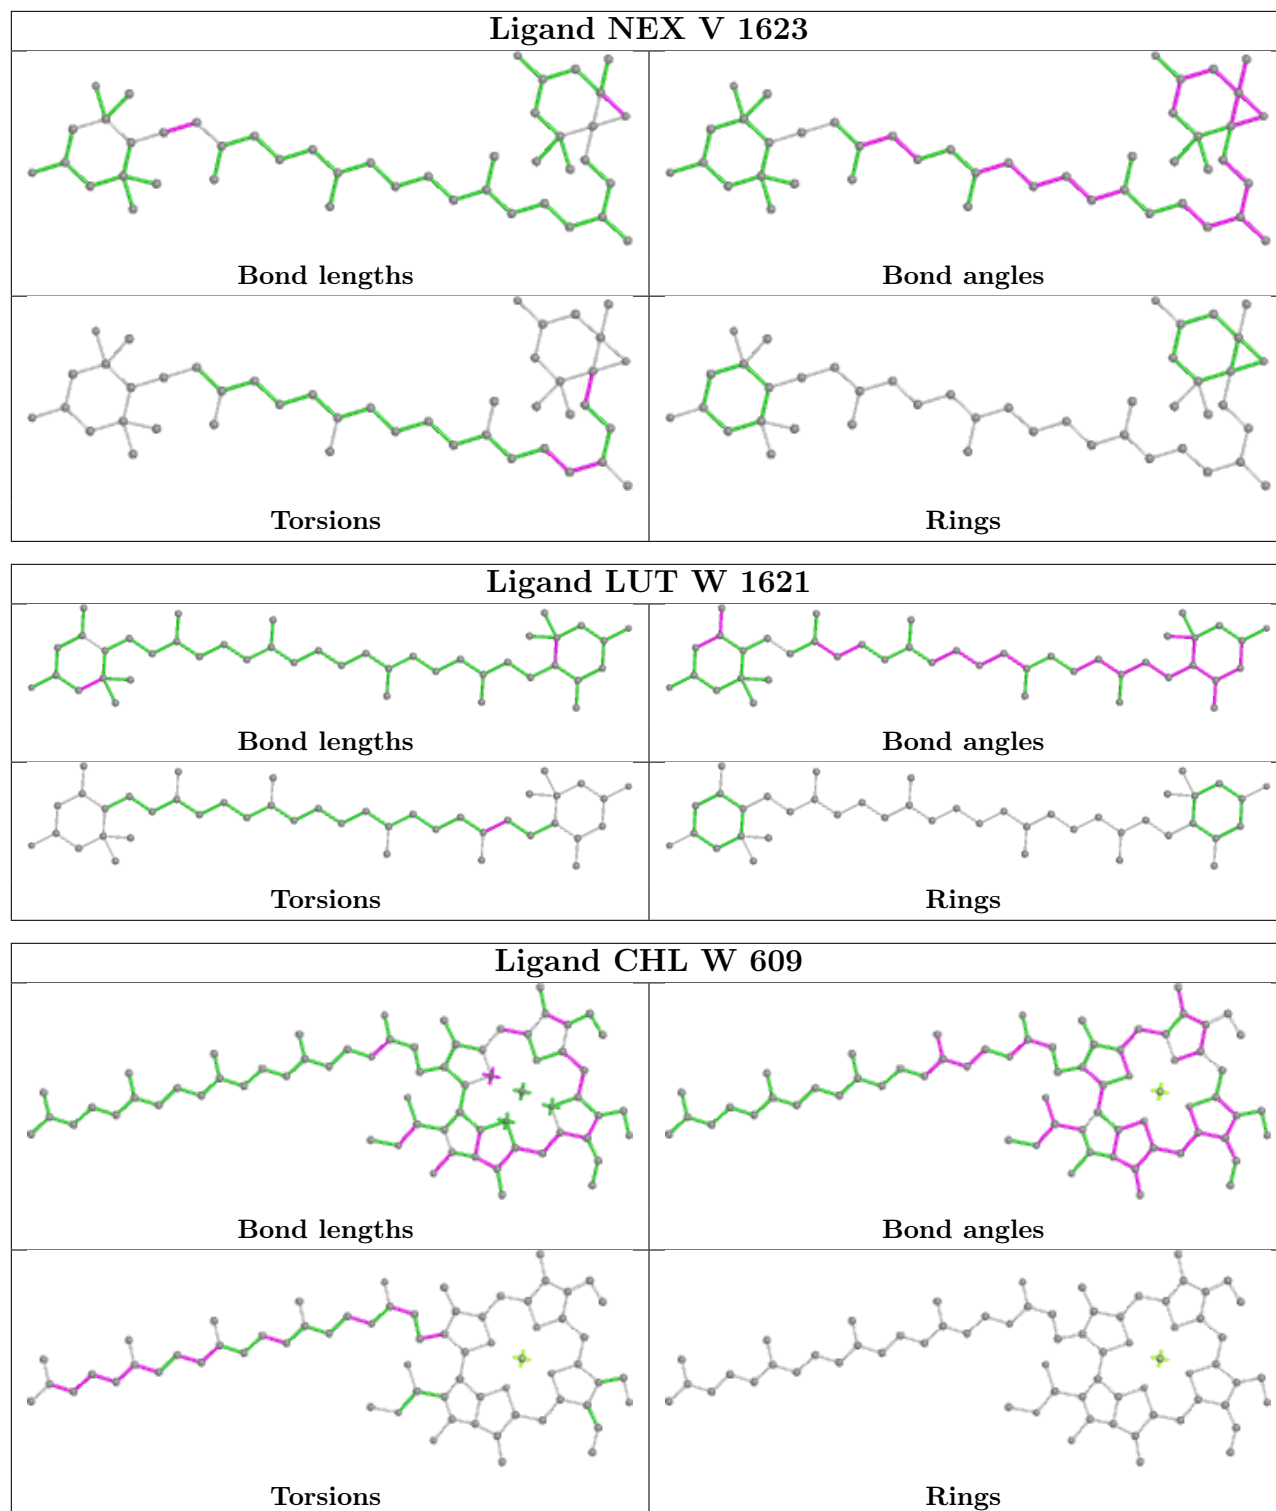 Ligand NEX V 1623
Bond lengths
Bond angles
Torsions
Rings
Ligand LUT W 1621
Bond lengths
Bond angles
Torsions
Rings
Ligand CHL W 609
Bond lengths
Bond angles
Torsions
Rings